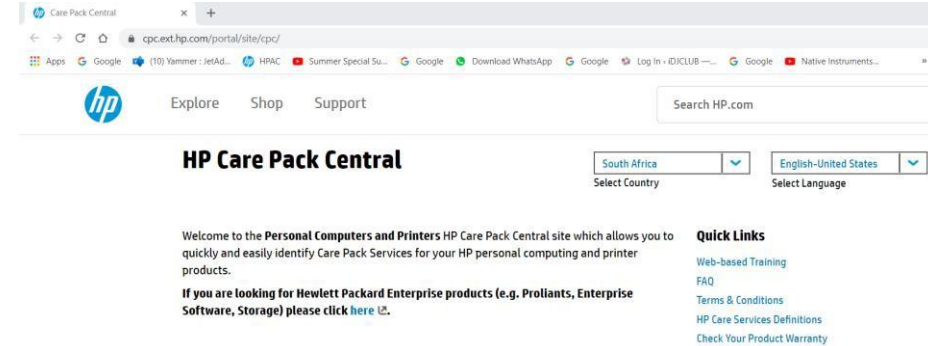 Care Pack Central
cpc.ext.hp.com/portal/site/cpc/
Apps Google (10) Yammer : JetAd... HPAC Summer Special Su... Google Download WhatsApp Google Log In ‹ iDJCLUB —... Google Native Instruments... »
hp Explore Shop Support Search HP.com
HP Care Pack Central
South Africa English-United States
Select Country Select Language
Welcome to the Personal Computers and Printers HP Care Pack Central site which allows you to
quickly and easily identify Care Pack Services for your HP personal computing and printer
products.
If you are looking for Hewlett Packard Enterprise products (e.g. Proliants, Enterprise
Software, Storage) please click here.
Quick Links
Web-based Training
FAQ
Terms & Conditions
HP Care Services Definitions
Check Your Product Warranty